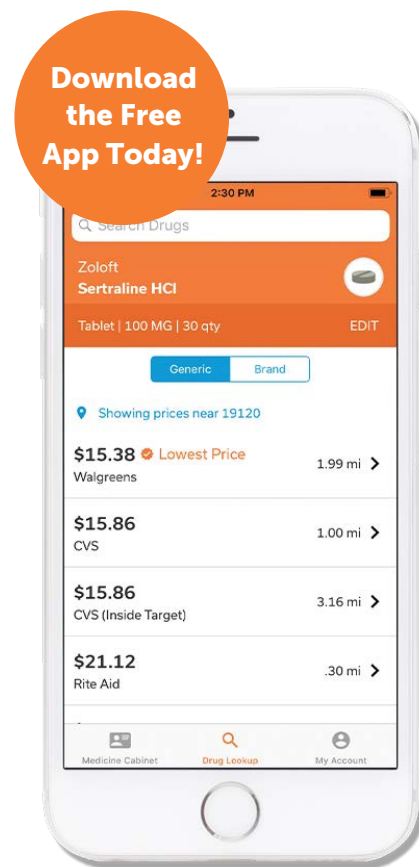 Download
the Free
App Today!
2:30 PM
Search Drugs
Zoloft
Sertraline HCl
Tablet | 100 MG | 30 qty
EDIT
Generic
Brand
Showing prices near 19120
$15.38 Lowest Price
1.99 mi
Walgreens
$15.86
1.00 mi
CVS
$15.86
3.16 mi
CVS (Inside Target)
$21.12
.30 mi
Rite Aid
Medicine Cabinet
Drug Lookup
My Account